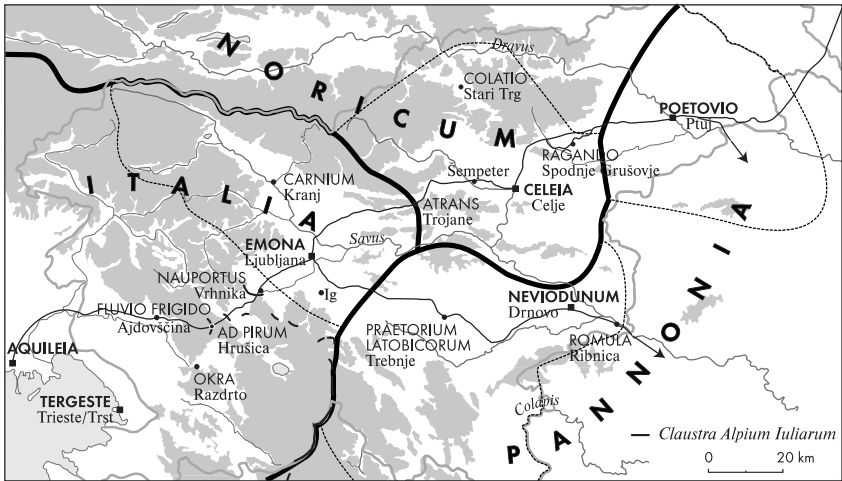 NORICUM
Dravus
COLATIO
Stari Trg
POETOVIO
Ptuj
RAGANDO
Spodnje Grušovje
Šempeter
CELEIA
Celje
ITALIA
CARNIUM
Kranj
ATRANS
Trojane
EMONA
Ljubljana
Savus
NAUPORTUS
Vrhnika
Ig
FLUVIO FRIGIDO
Ajdovščina
AD PIRUM
Hrušica
NEVIODUNUM
Drnovo
PRAETORIUM
LATOBICORUM
Trebnje
ROMULA
Ribnica
AQUILEIA
OKRA
Razdrto
TERGESTE
Trieste/Trst
Colapis
PANNONIA
Claustra Alpium Iuliarum
0 20 km